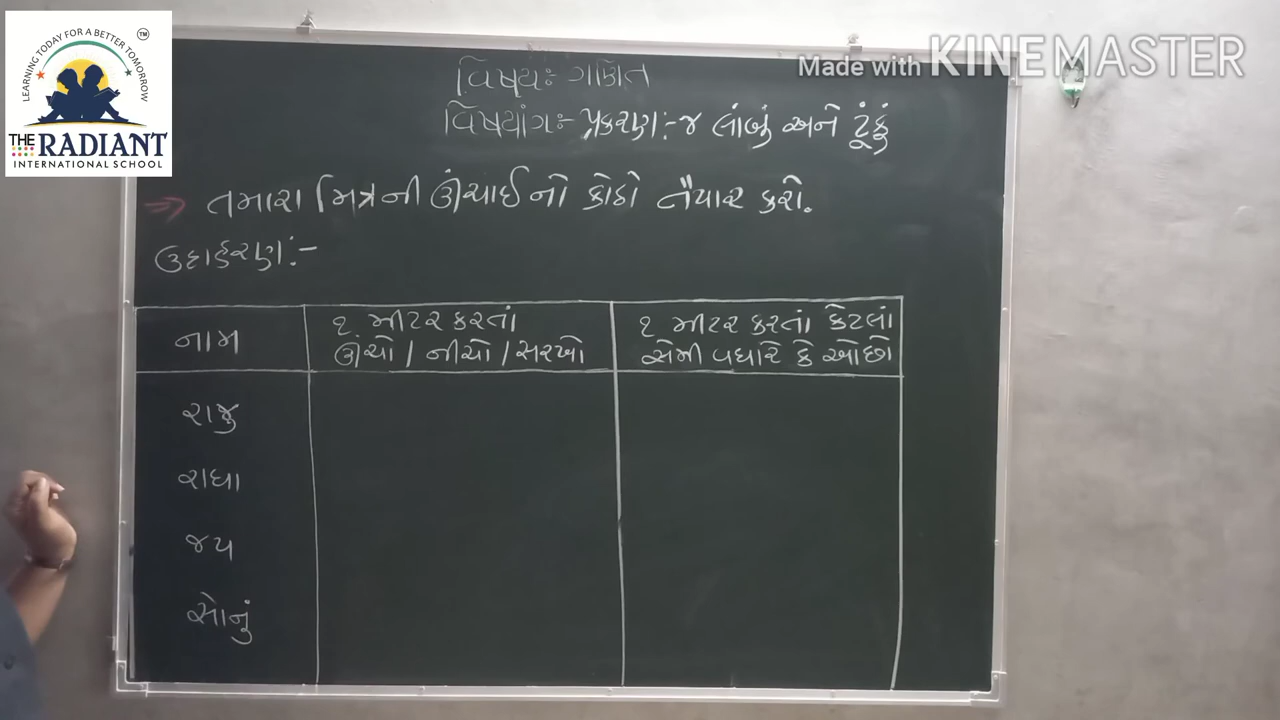 LEARNING TODAY FOR A BETTER TOMORROW
TM
THE RADIANT
INTERNATIONAL SCHOOL
Made with KINEMASTER
વિષયઃ ગણિત
વિષયાંગઃ- પ્રકરણઃ-૪ લાંબું અને ટૂંકું
⇒ તમારા મિત્રની ઊંચાઈ નો કોઠો તૈયાર કરો.
ઉદાહરણઃ-
નામ
૧ મીટર કરતાં
ઊંચો / નીચો / સરખો
૧ મીટર કરતાં કેટલાં
સેમી વધારે કે ઓછો
રાજુ
રાધા
જય
સોનું